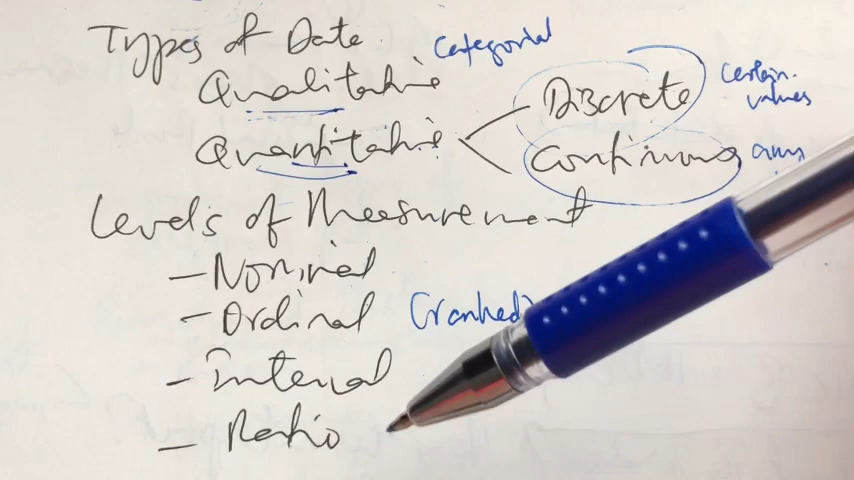 Types of Data categorial
Qualitative
Quantitative Discrete certain values
Continuous any
Levels of Measurement
- Nominal
- Ordinal (ranked)
- Interval
- Ratio